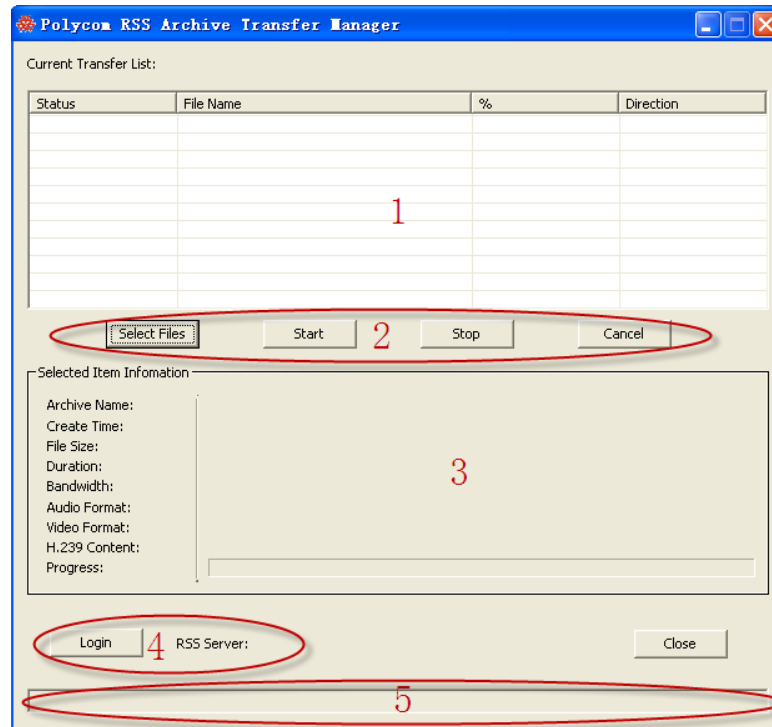 Polycom RSS Archive Transfer Manager
Current Transfer List:
Status File Name % Direction
1
Select Files Start 2 Stop Cancel
Selected Item Infomation
Archive Name:
Create Time:
File Size:
Duration:
Bandwidth:
Audio Format:
Video Format:
H.239 Content:
Progress:
3
Login 4 RSS Server: Close
5